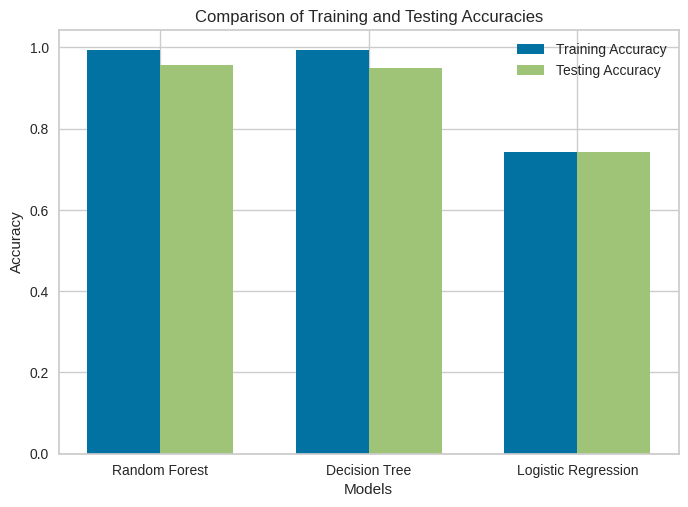 Comparison of Training and Testing Accuracies
Training Accuracy
Testing Accuracy
Accuracy
1.0
0.8
0.6
0.4
0.2
0.0
Random Forest
Decision Tree
Logistic Regression
Models